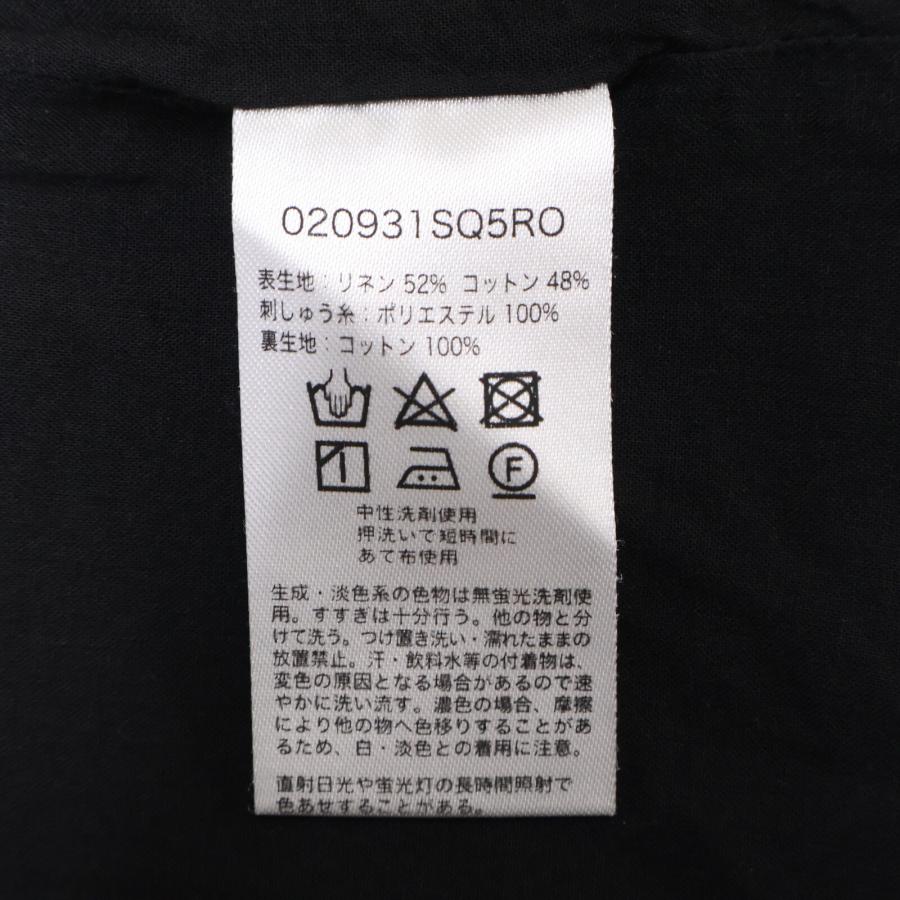 020931SQ5RO
表生地：リネン 52% コットン 48%
刺しゅう糸：ポリエステル 100%
裏生地：コットン 100%
F
中性洗剤使用
押洗いで短時間に
あて布使用
生成・淡色系の色物は無蛍光洗剤使
用。すすぎは十分行う。他の物と分
けて洗う。つけ置き洗い・濡れたままの
放置禁止。汗・飲料水等の付着物は、
変色の原因となる場合があるので速
やかに洗い流す。濃色の場合、摩擦
により他の物へ色移りすることがあ
るため、白・淡色との着用に注意。
直射日光や蛍光灯の長時間照射で
色あせすることがある。